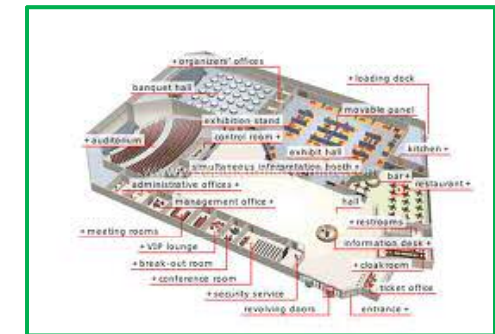 + organizers' offices
+ loading dock
banquet hall
movable panel
exhibition stand
+ auditorium
control room +
exhibit hall
kitchen +
simultaneous interpretation booth +
bar +
restaurant +
administrative offices +
management office +
hall
+ restrooms
+ meeting rooms
+ VIP lounge
information desk +
+ break-out room
+ cloakroom
+ conference room
ticket office
+ security service
revolving doors
entrance +